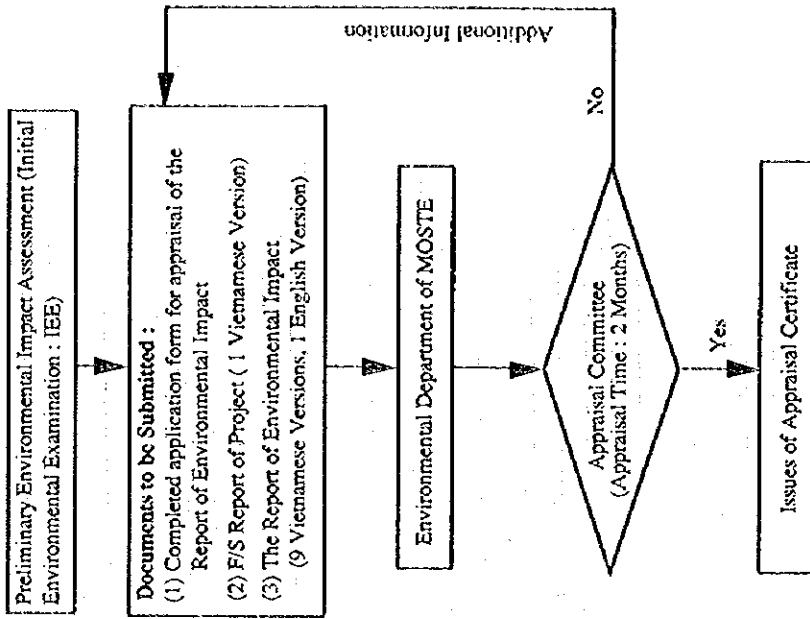 Preliminary Environment Impact Assessment (Initial
Environmental Examination : IEE)
Documents to be Submitted :
(1) Completed application form for appraisal of the
Report of Environmental Impact
(2) F/S Report of Project ( 1 Vietnamese Version)
(3) The Report of Environmental Impact
(9 Vietnamese Versions, 1 English Version)
Additional Information
Environmental Department of MOSTE
Appraisal Committee
(Appraisal Time : 2 Months)
No
Yes
Issues of Appraisal Certificate